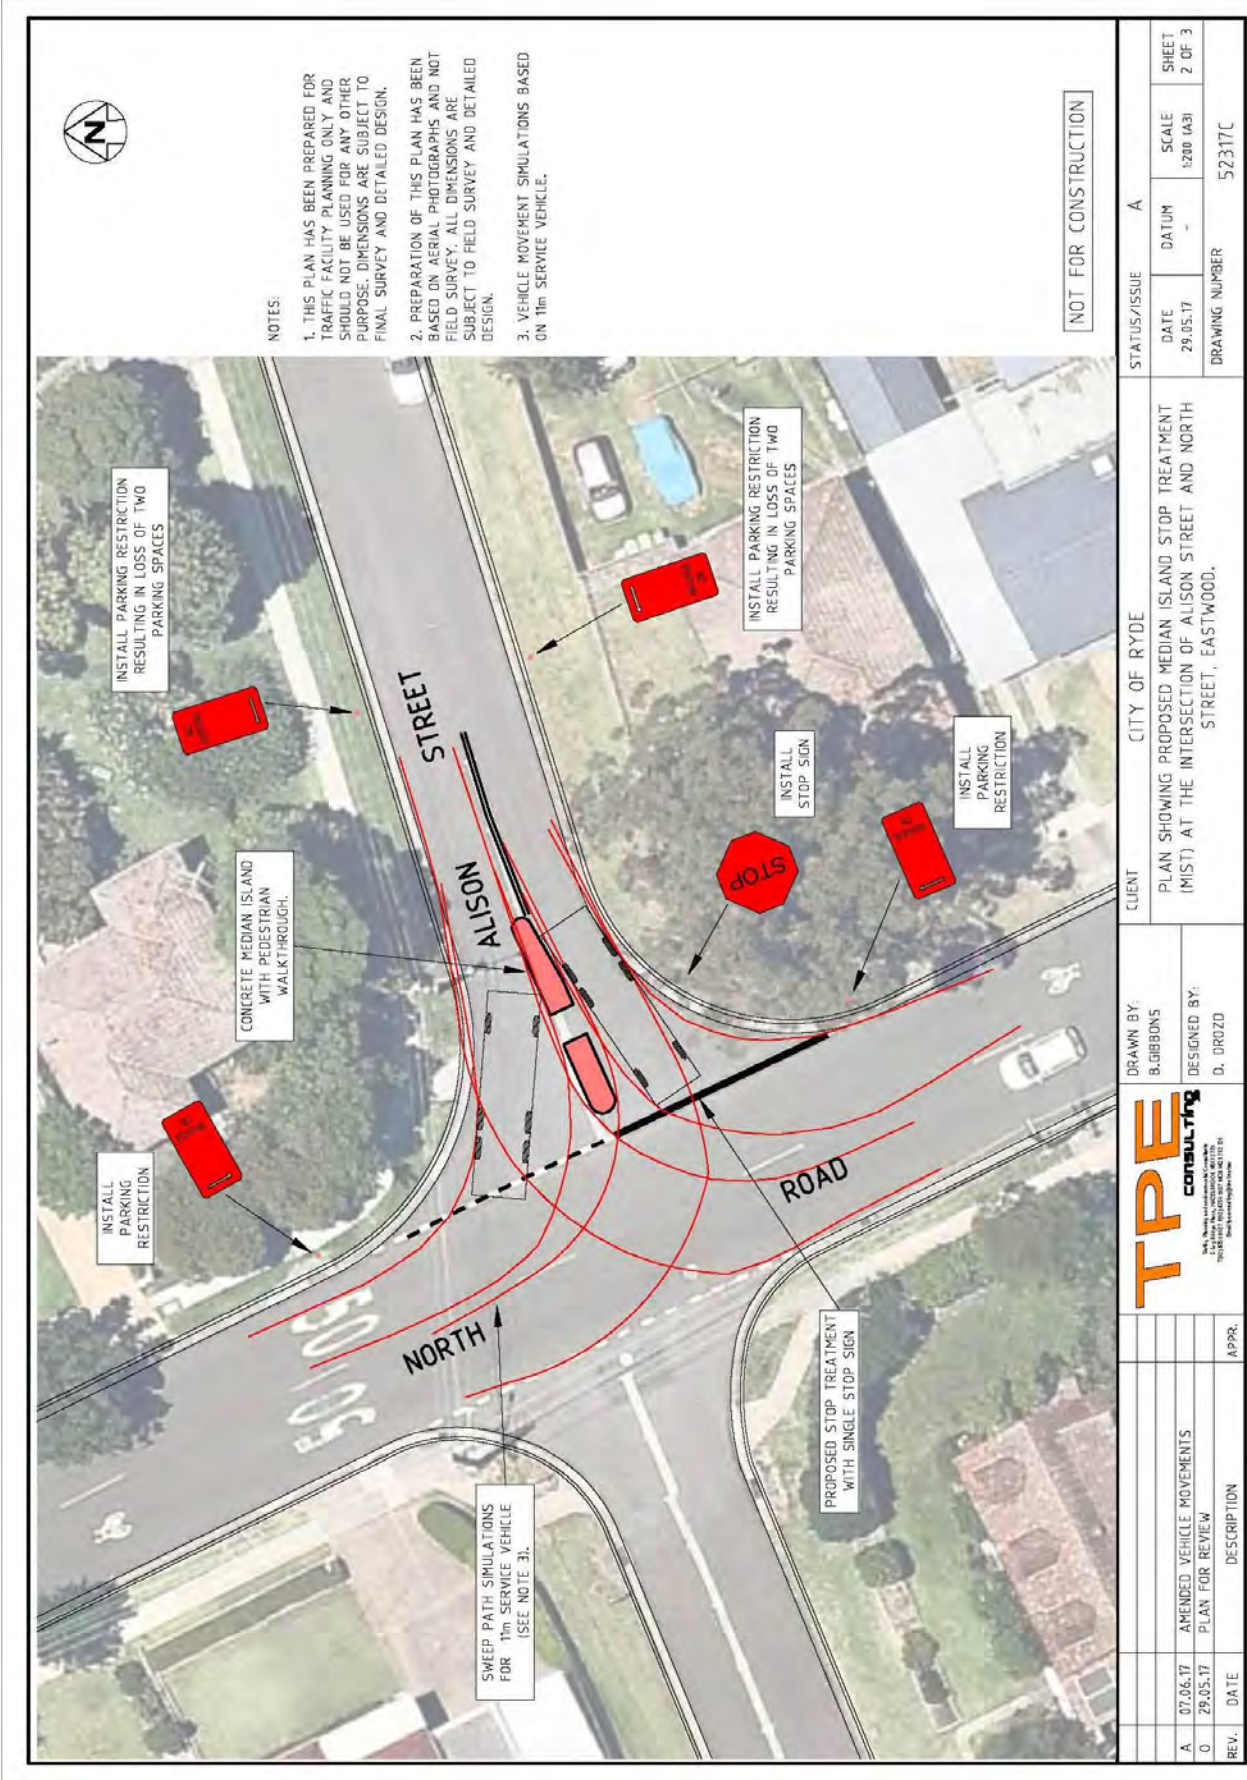 N
NOTES:
1. THIS PLAN HAS BEEN PREPARED FOR
TRAFFIC FACILITY PLANNING ONLY AND
SHOULD NOT BE USED FOR ANY OTHER
PURPOSE. DIMENSIONS ARE SUBJECT TO
FINAL SURVEY AND DETAILED DESIGN.
2. PREPARATION OF THIS PLAN HAS BEEN
BASED ON AERIAL PHOTOGRAPHS AND NOT
FIELD SURVEY. ALL DIMENSIONS ARE
SUBJECT TO FIELD SURVEY AND DETAILED
DESIGN.
3. VEHICLE MOVEMENT SIMULATIONS BASED
ON 11m SERVICE VEHICLE.
NOT FOR CONSTRUCTION
INSTALL
PARKING
RESTRICTION
CONCRETE MEDIAN ISLAND
WITH PEDESTRIAN
WALKTHROUGH.
INSTALL PARKING RESTRICTION
RESULTING IN LOSS OF TWO
PARKING SPACES
ALISON STREET
NORTH ROAD
50
SWEEP PATH SIMULATIONS
FOR 11m SERVICE VEHICLE
(SEE NOTE 3).
PROPOSED STOP TREATMENT
WITH SINGLE STOP SIGN
STOP
INSTALL
STOP SIGN
INSTALL
PARKING
RESTRICTION
INSTALL PARKING RESTRICTION
RESULTING IN LOSS OF TWO
PARKING SPACES
A 07.06.17 AMENDED VEHICLE MOVEMENTS
O 29.05.17 PLAN FOR REVIEW
REV. DATE DESCRIPTION APPR.
TPE
CONSULTING
DRAWN BY:
B.GIBBONS
DESIGNED BY:
D. DROZD
CLIENT CITY OF RYDE
PLAN SHOWING PROPOSED MEDIAN ISLAND STOP TREATMENT
(MIST) AT THE INTERSECTION OF ALISON STREET AND NORTH
STREET, EASTWOOD.
STATUS/ISSUE A
DATE DATUM SCALE SHEET
29.05.17 - 1:200 (A3) 2 OF 3
DRAWING NUMBER 52317C